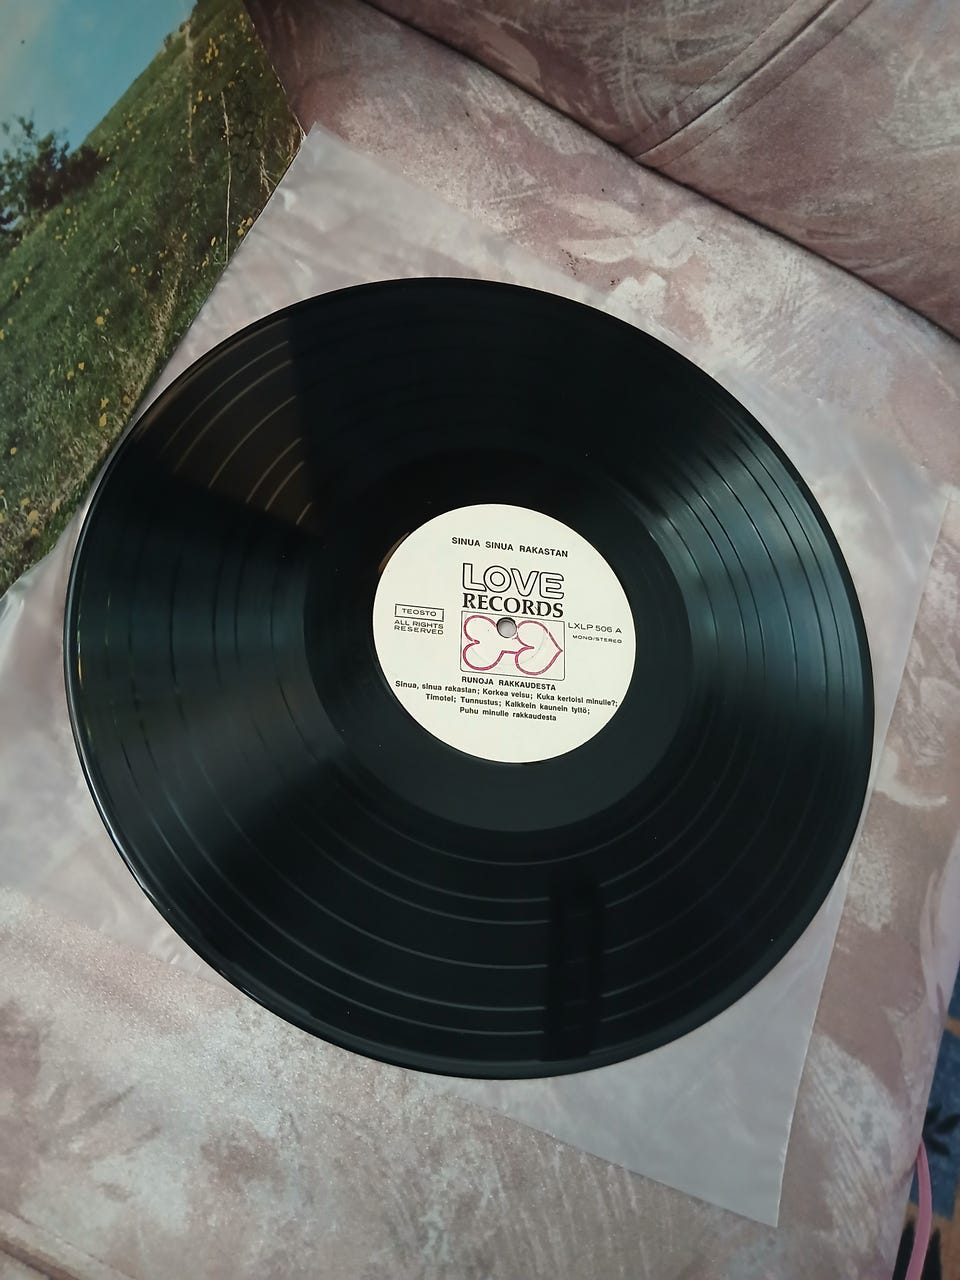 SINUA SINUA RAKASTAN
LOVE
RECORDS
TEOSTO
ALL RIGHTS
RESERVED
LXLP 506 A
MONO/STEREO
RUNOJA RAKKAUDESTA
Sinua, sinua rakastan; Korkea veisu; Kuka kertoisi minulle?;
Timotei; Tunnustus; Kaikkein kaunein tyttö;
Puhu minulle rakkaudesta